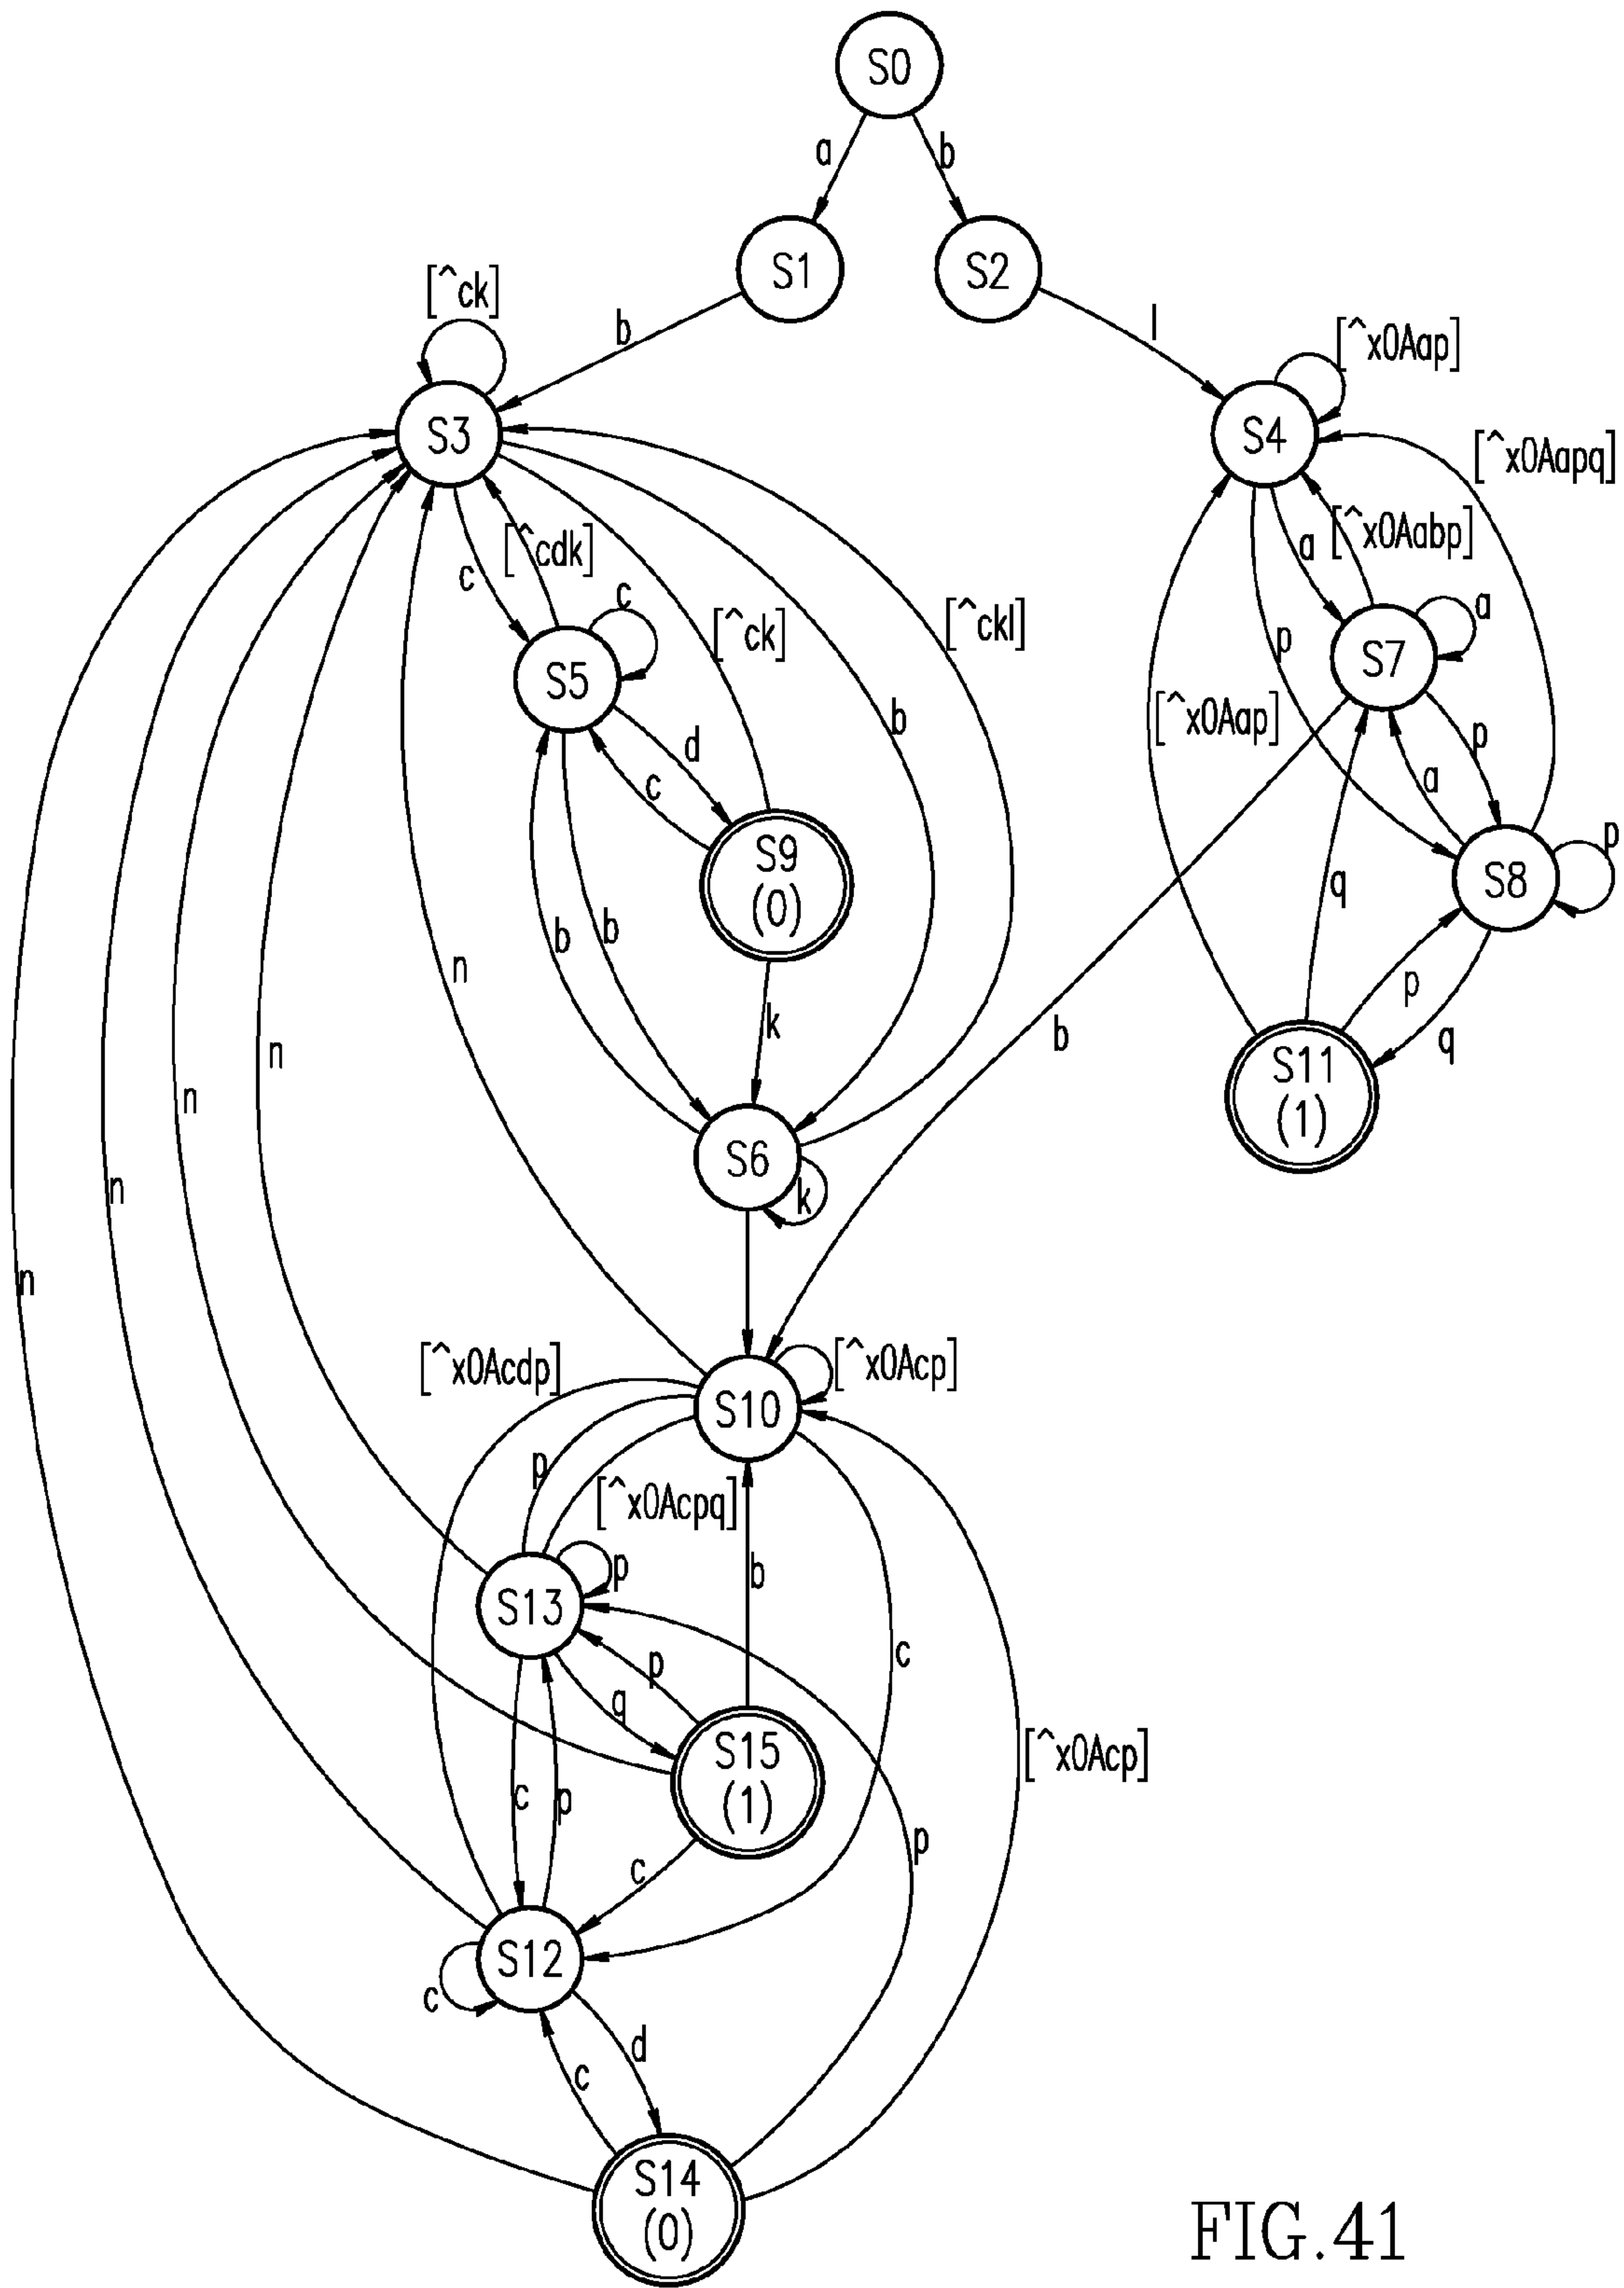 S0
a
b
S1
S2
[^ck]
b
l
[^x0Aap]
S3
S4
[^x0Aapq]
[^cdk]
a
[^x0Aabp]
c
c
[^ck]
[^ckl]
a
S5
p
S7
[^x0Aap]
b
d
p
c
a
p
S9
(0)
S8
q
b
b
n
p
k
b
q
n
S11
(1)
n
S6
k
n
n
[^x0Acdp]
[^x0Acp]
S10
p
[^x0Acpq]
p
b
S13
c
p
q
S15
(1)
[^x0Acp]
c
p
p
c
S12
c
d
c
S14
(0)
FIG.41